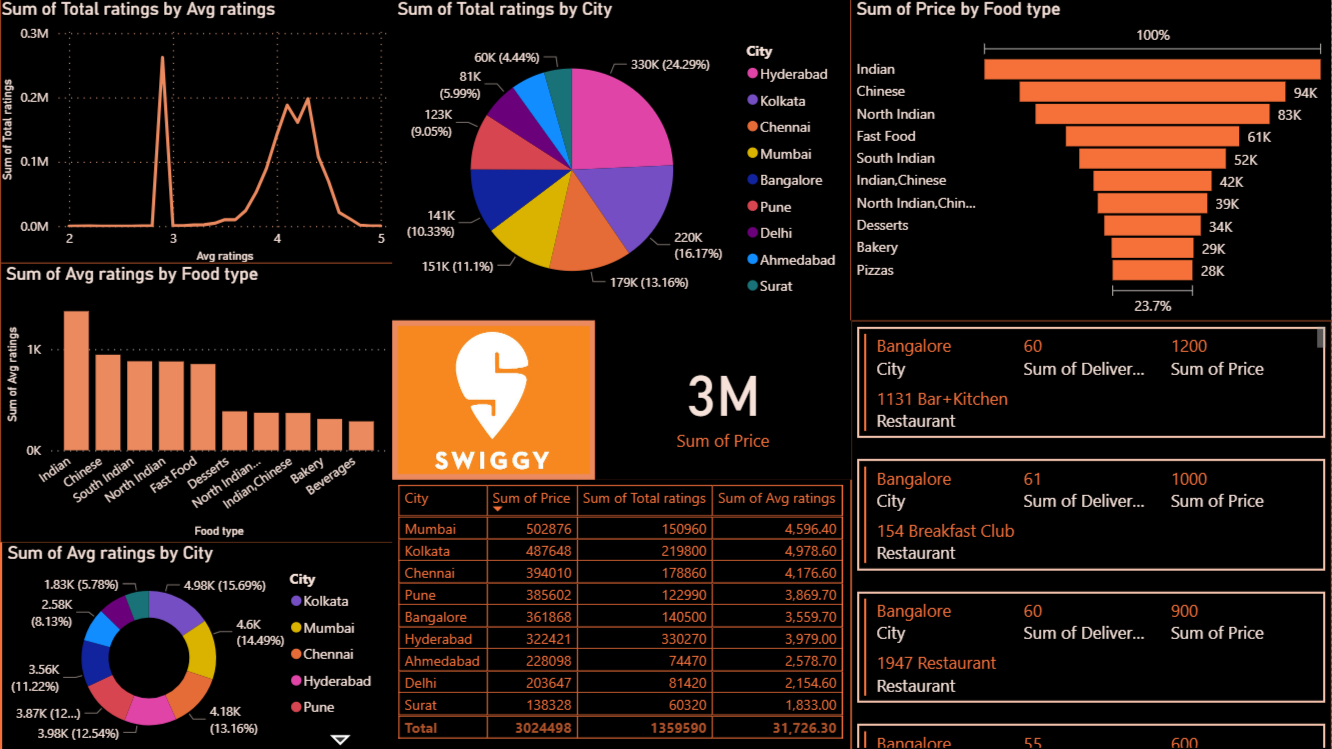 Sum of Total ratings by Avg ratings
0.3M
0.2M
0.1M
0.0M
2
3
4
5
Sum of Total ratings
Avg ratings
Sum of Avg ratings by Food type
1K
0K
Sum of Avg ratings
Indian
Chinese
South Indian
North Indian
Fast Food
Desserts
North Indian...
Indian,Chinese
Bakery
Beverages
Food type
Sum of Avg ratings by City
1.83K (5.78%)
2.58K
(8.13%)
3.56K
(11.22%)
3.87K (12...)
3.98K (12.54%)
4.98K (15.69%)
4.6K
(14.49%)
4.18K
(13.16%)
City
Kolkata
Mumbai
Chennai
Hyderabad
Pune
Sum of Total ratings by City
60K (4.44%)
81K
(5.99%)
123K
(9.05%)
141K
(10.33%)
151K (11.1%)
179K (13.16%)
220K
(16.17%)
330K (24.29%)
City
Hyderabad
Kolkata
Chennai
Mumbai
Bangalore
Pune
Delhi
Ahmedabad
Surat
SWIGGY
3M
Sum of Price
City Sum of Price Sum of Total ratings Sum of Avg ratings
Mumbai 502876 150960 4,596.40
Kolkata 487648 219800 4,978.60
Chennai 394010 178860 4,176.60
Pune 385602 122990 3,869.70
Bangalore 361868 140500 3,559.70
Hyderabad 322421 330270 3,979.00
Ahmedabad 228098 74470 2,578.70
Delhi 203647 81420 2,154.60
Surat 138328 60320 1,833.00
Total 3024498 1359590 31,726.30
Sum of Price by Food type
100%
Indian
Chinese 94K
North Indian 83K
Fast Food 61K
South Indian 52K
Indian,Chinese 42K
North Indian,Chin... 39K
Desserts 34K
Bakery 29K
Pizzas 28K
23.7%
Bangalore 60 1200
City Sum of Deliver... Sum of Price
1131 Bar+Kitchen
Restaurant
Bangalore 61 1000
City Sum of Deliver... Sum of Price
154 Breakfast Club
Restaurant
Bangalore 60 900
City Sum of Deliver... Sum of Price
1947 Restaurant
Restaurant
Bangalore 55 600